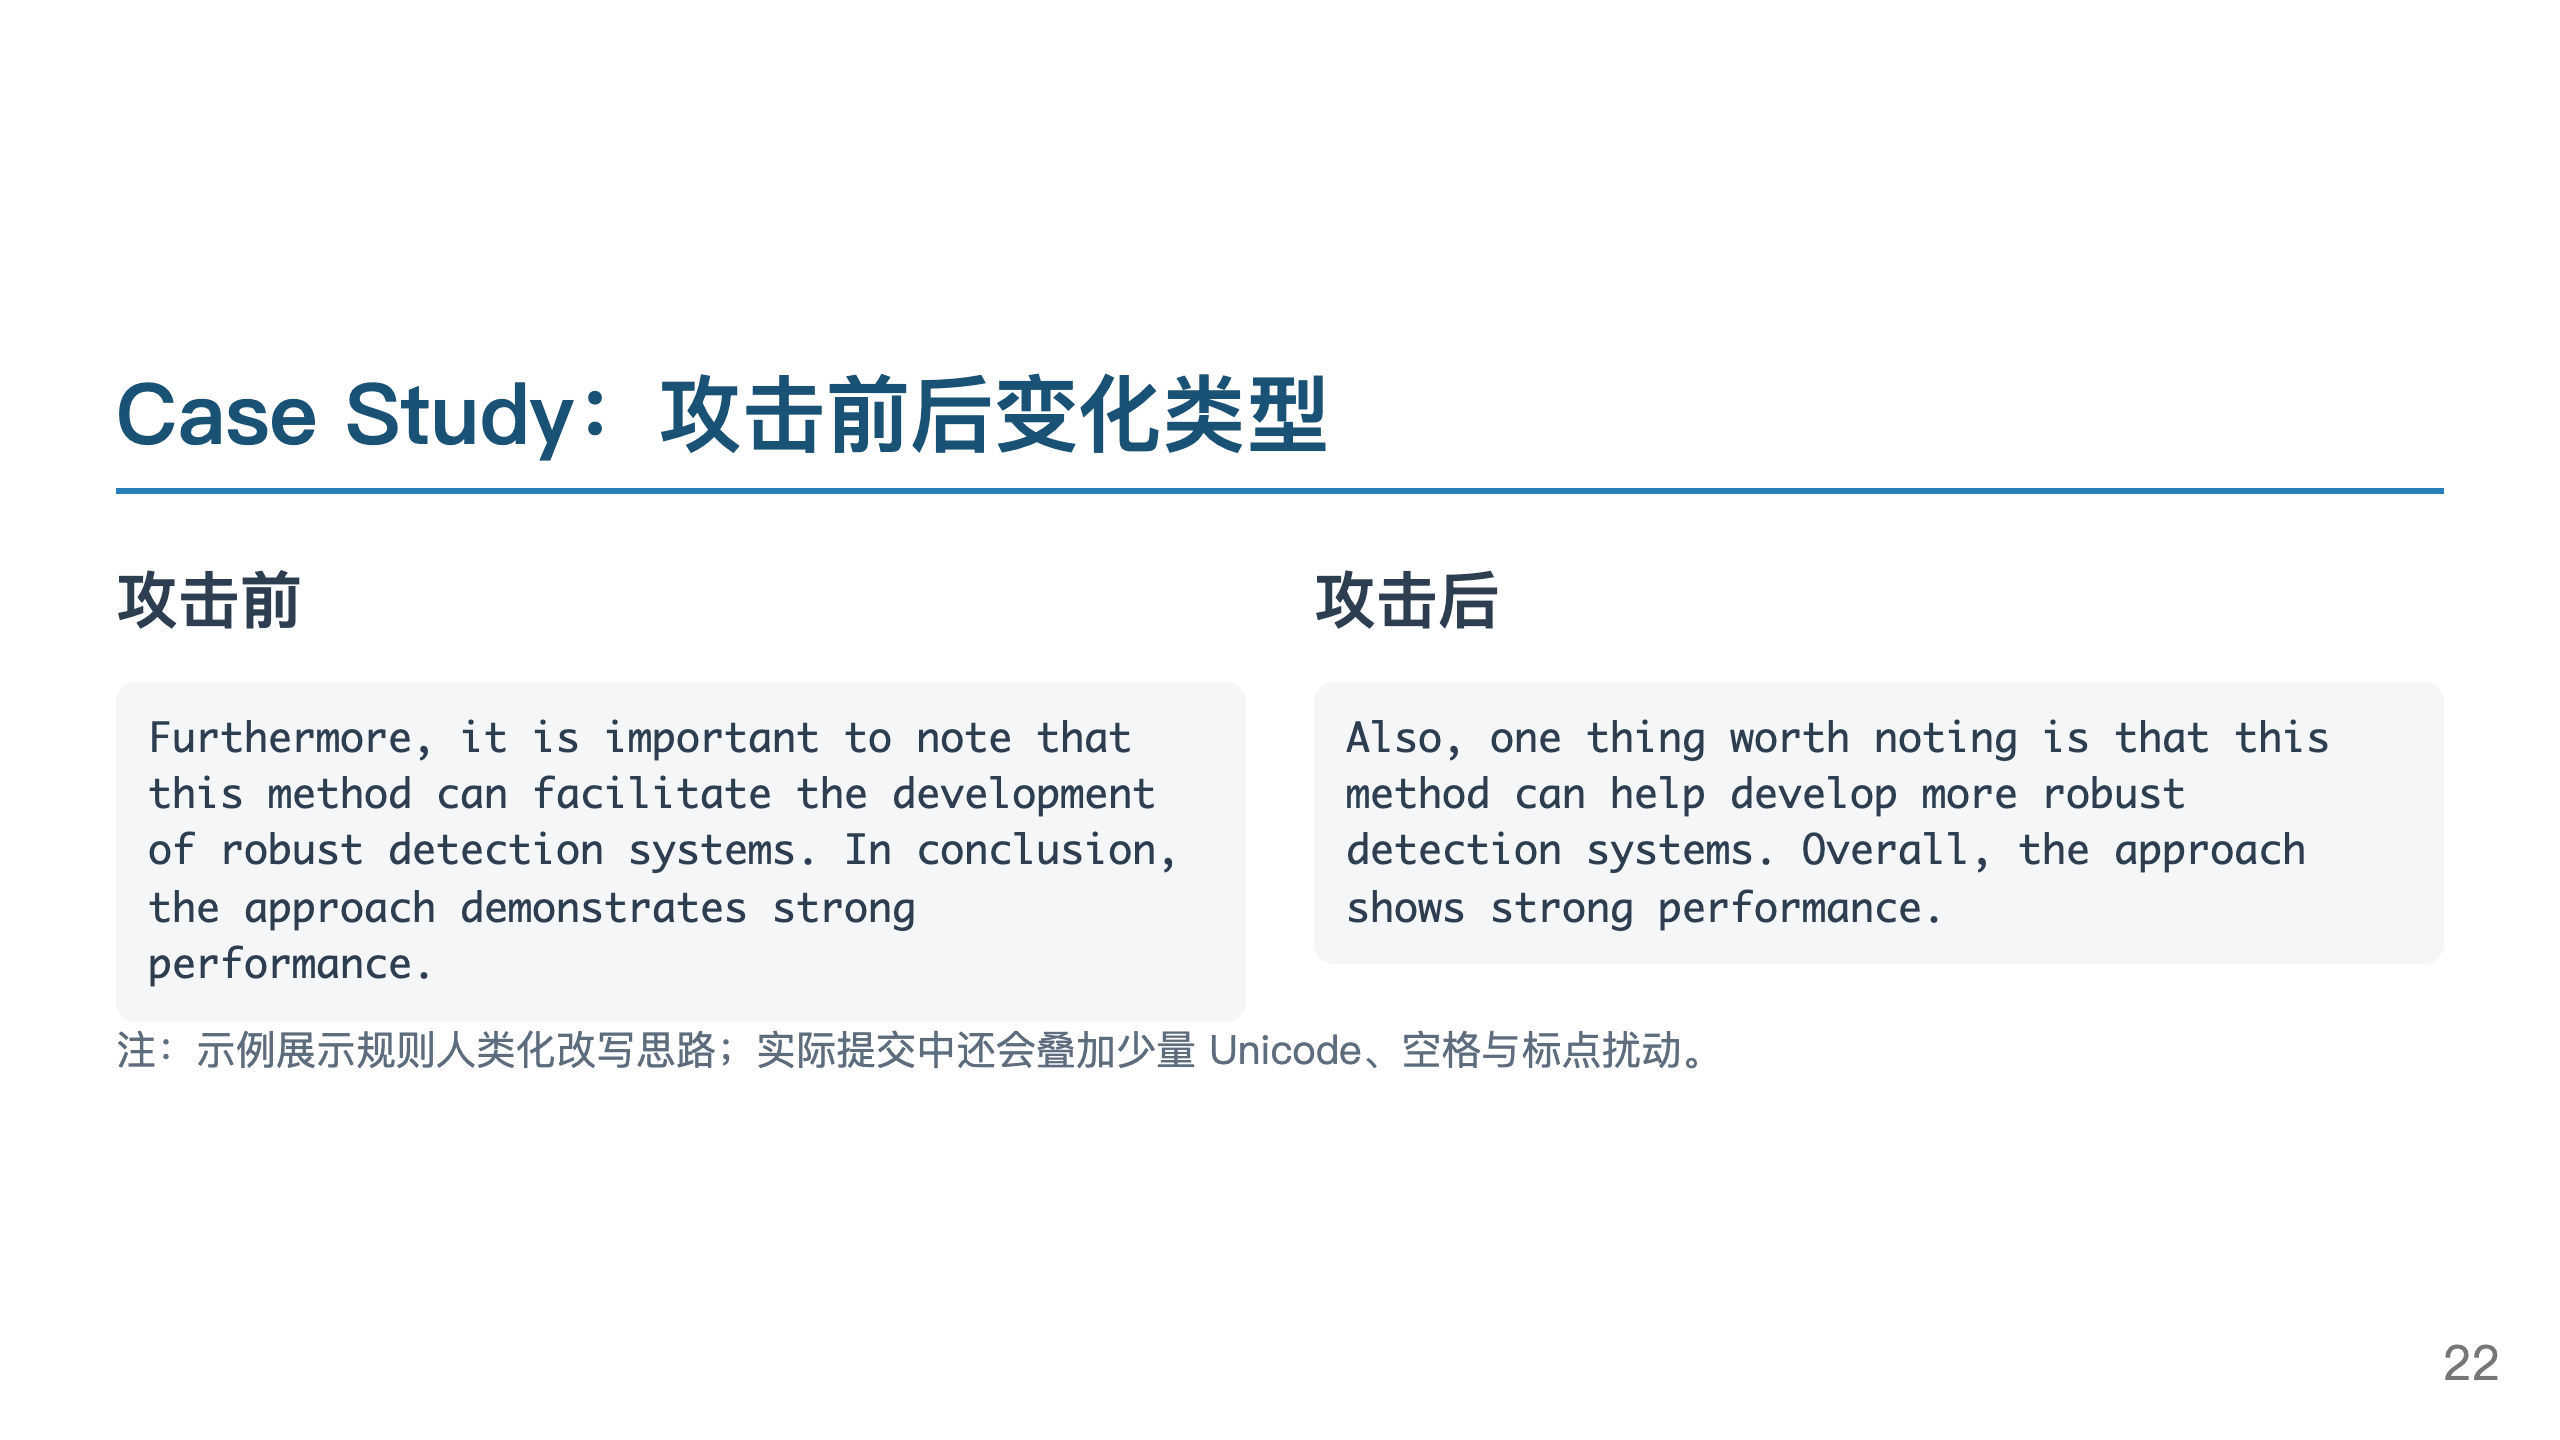 Case Study：攻击前后变化类型
攻击前
Furthermore, it is important to note that
this method can facilitate the development
of robust detection systems. In conclusion,
the approach demonstrates strong
performance.
攻击后
Also, one thing worth noting is that this
method can help develop more robust
detection systems. Overall, the approach
shows strong performance.
注：示例展示规则人类化改写思路；实际提交中还会叠加少量 Unicode、空格与标点扰动。
22